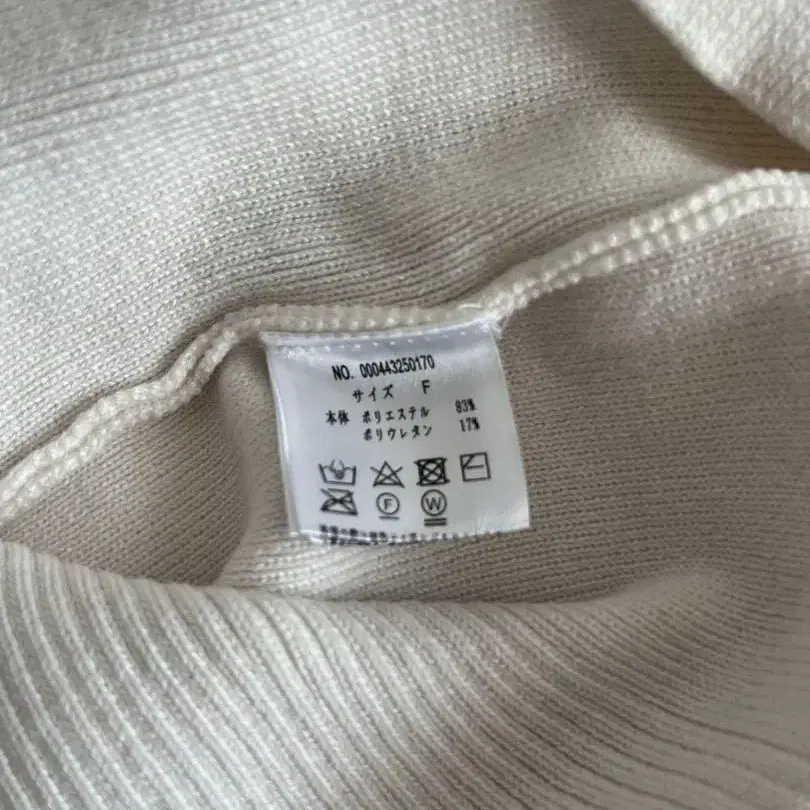 NO. 000443250170
サイズ F
本体 ポリエステル 83%
ポリウレタン 17%
F
W